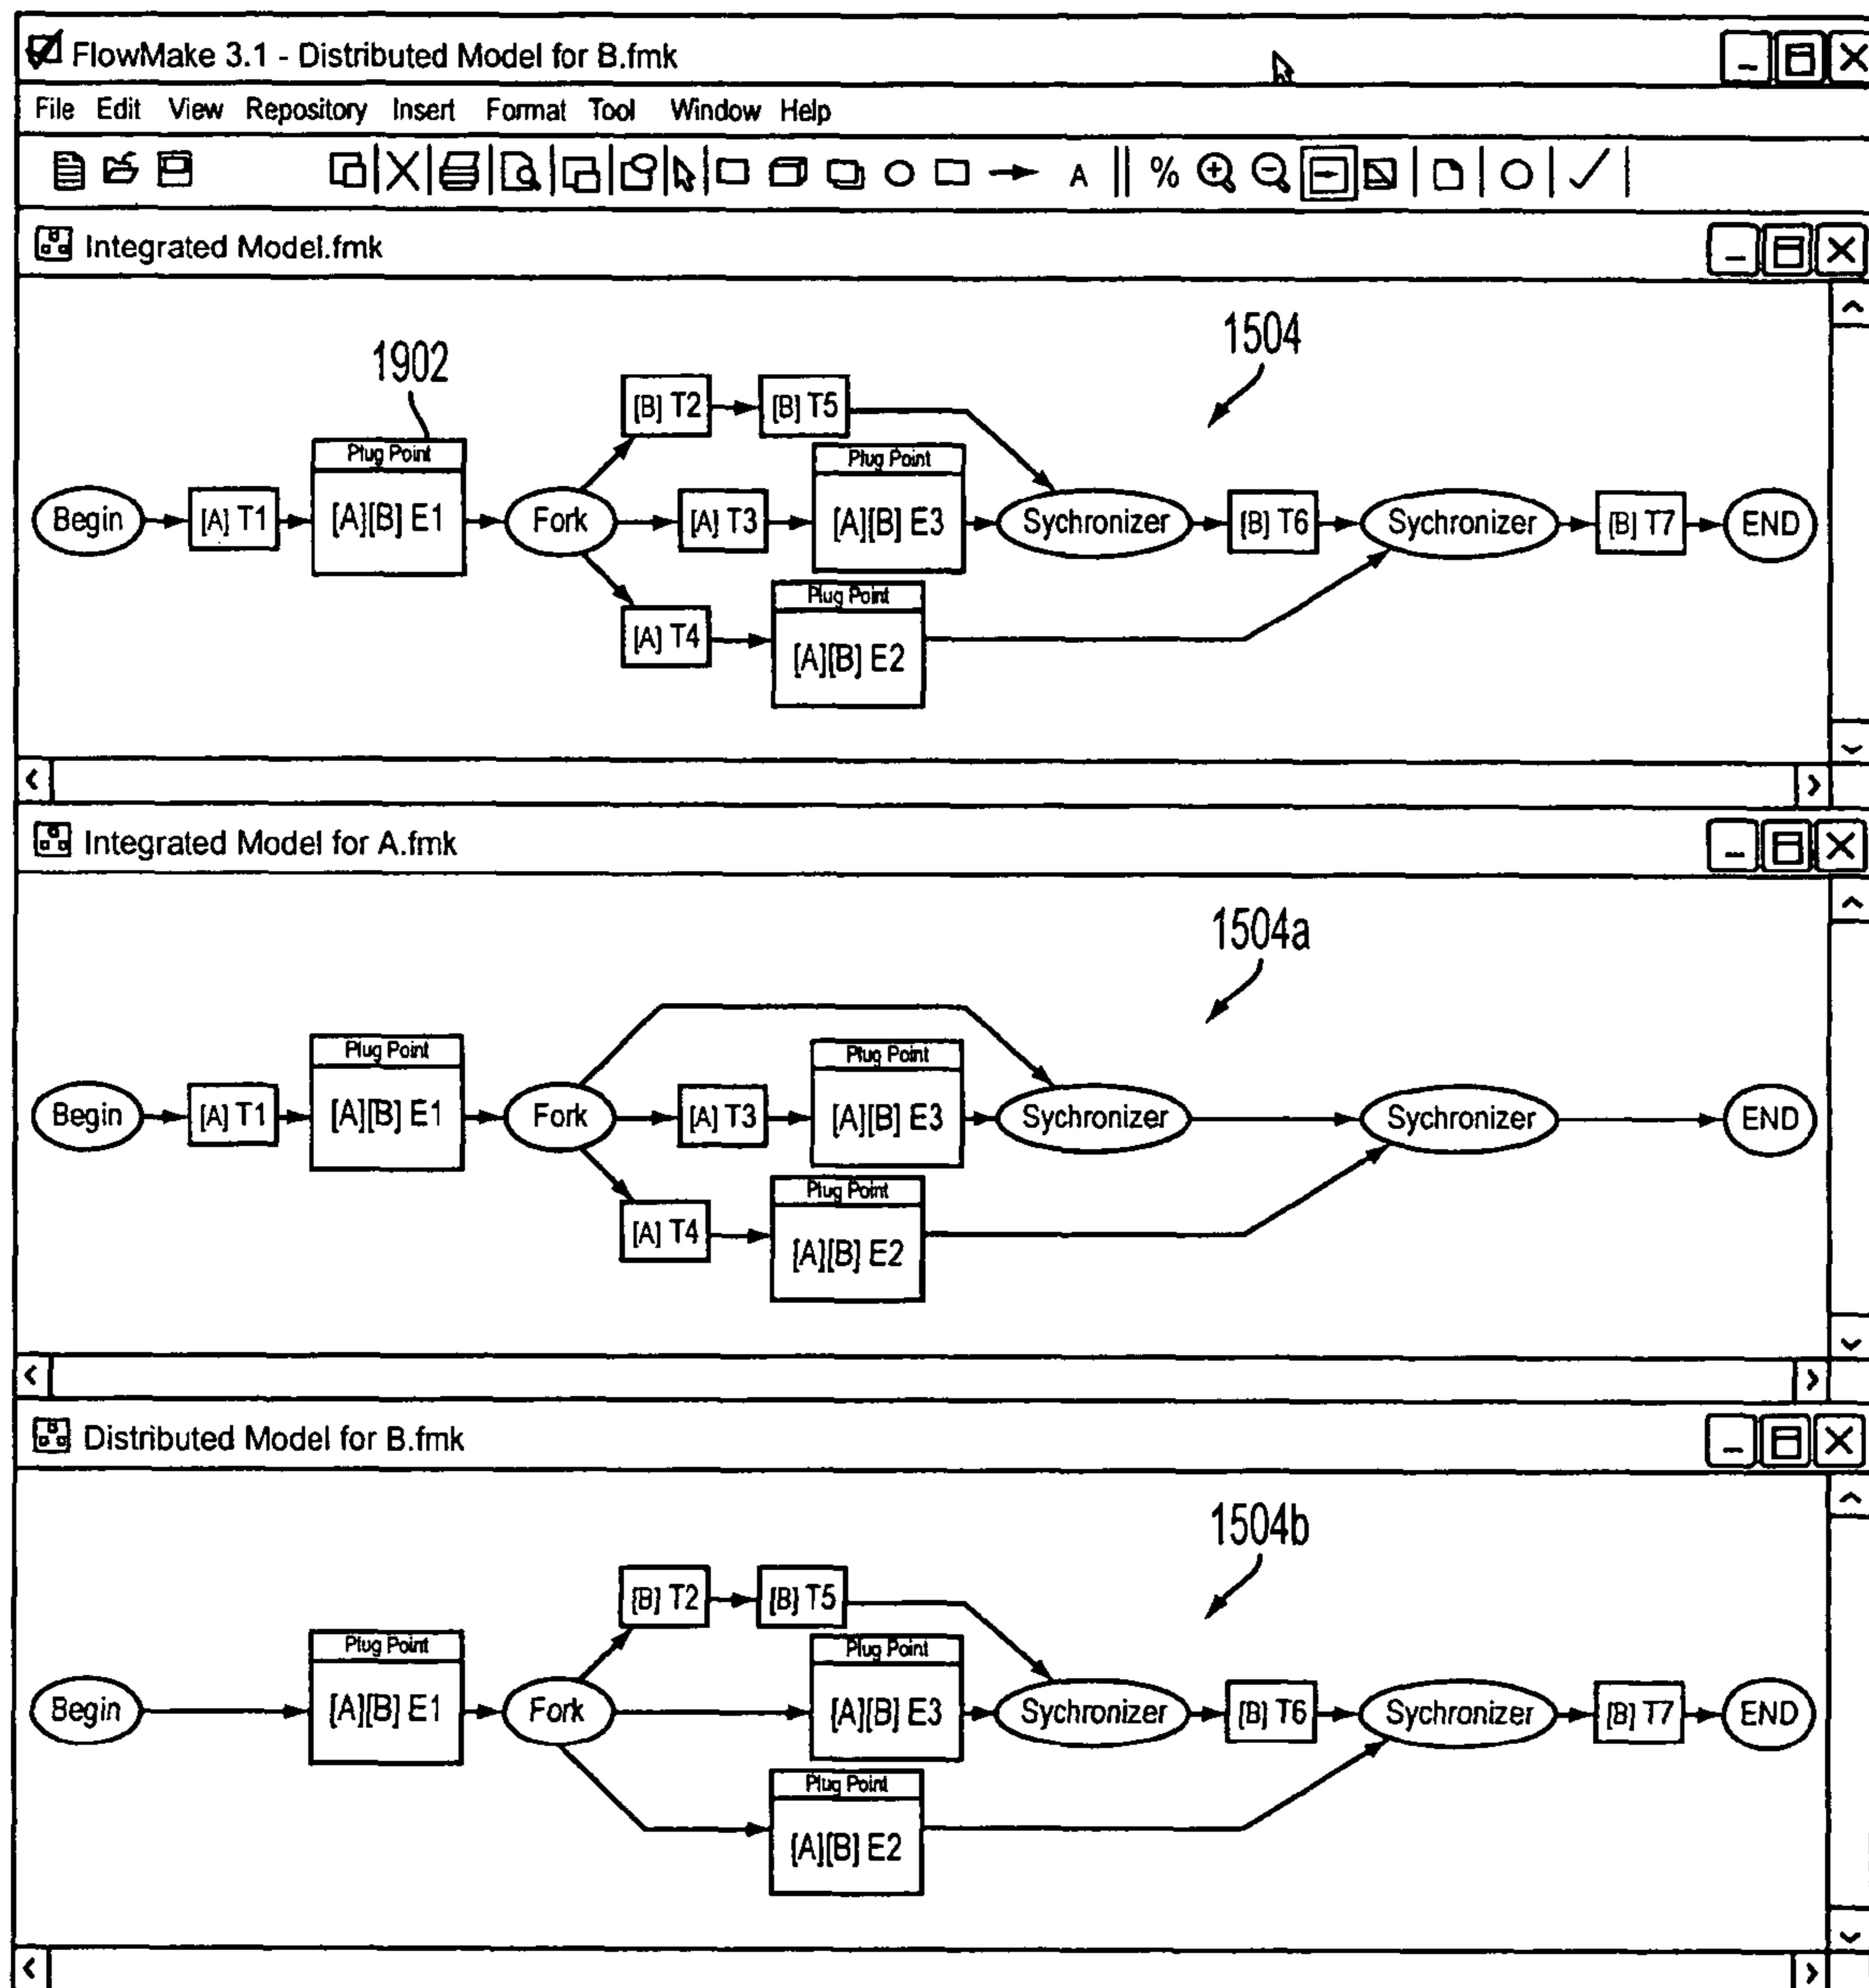 FlowMake 3.1 - Distributed Model for B.fmk
File Edit View Repository Insert Format Tool Window Help
A % 
Integrated Model.fmk
1504
1902
[B] T2 [B] T5
Plug Point Plug Point
Begin [A] T1 [A][B] E1 Fork [A] T3 [A][B] E3 Sychronizer [B] T6 Sychronizer [B] T7 END
Plug Point
[A] T4 [A][B] E2
Integrated Model for A.fmk
1504a
Plug Point Plug Point
Begin [A] T1 [A][B] E1 Fork [A] T3 [A][B] E3 Sychronizer Sychronizer END
Plug Point
[A] T4 [A][B] E2
Distributed Model for B.fmk
1504b
[B] T2 [B] T5
Plug Point Plug Point
Begin [A][B] E1 Fork [A][B] E3 Sychronizer [B] T6 Sychronizer [B] T7 END
Plug Point
[A][B] E2